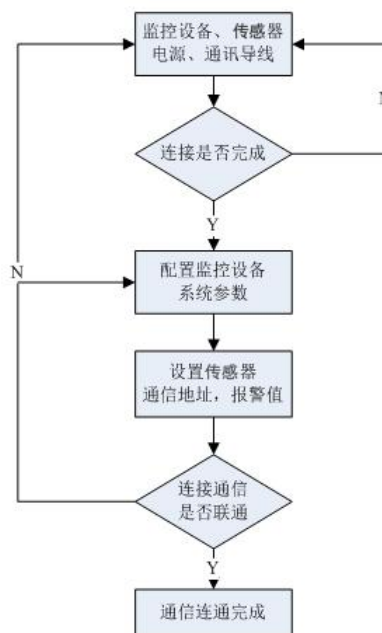 监控设备、传感器
电源、通讯导线
N
连接是否完成
Y
N
配置监控设备
系统参数
设置传感器
通信地址，报警值
连接通信
是否联通
Y
通信连通完成